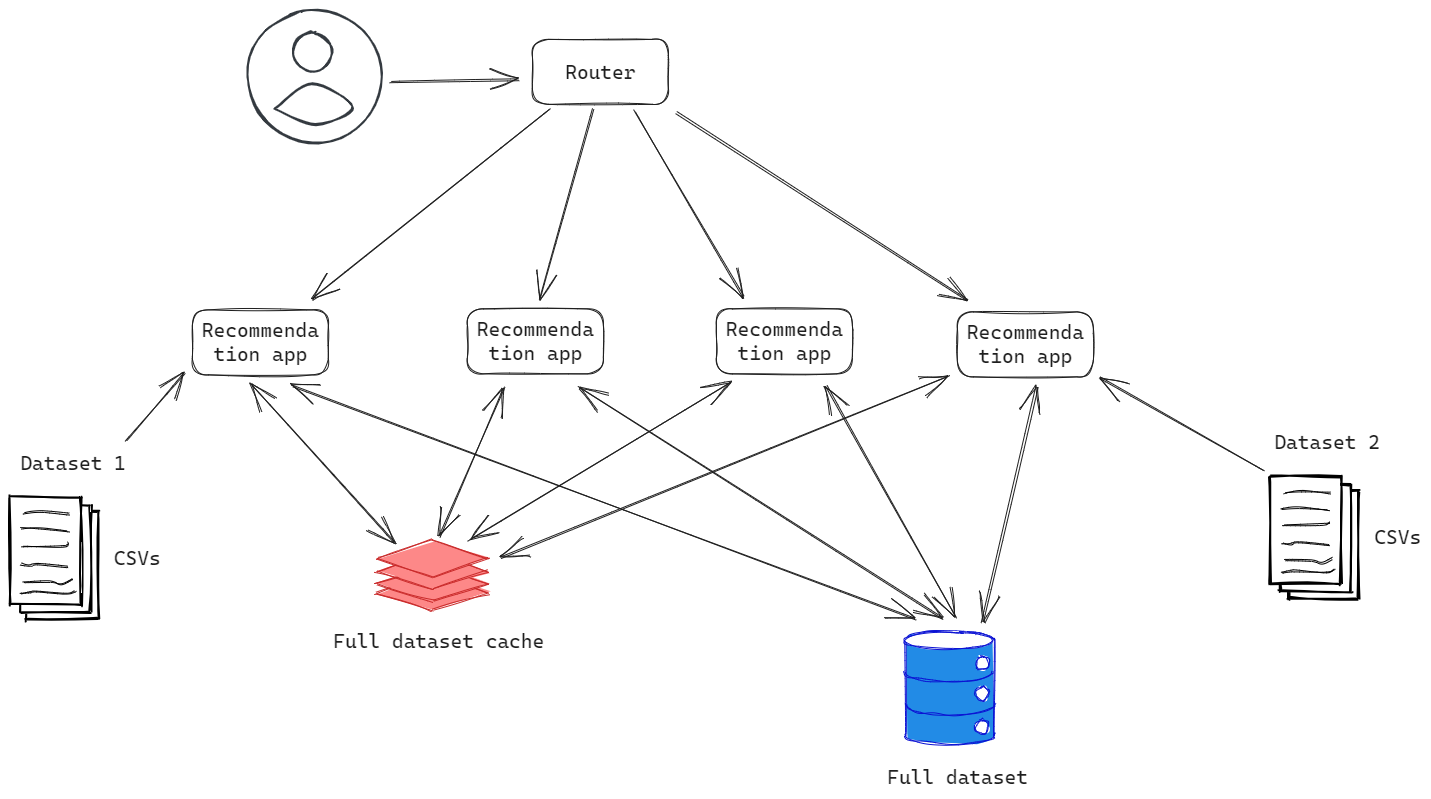 Router
Recommenda
tion app
Recommenda
tion app
Recommenda
tion app
Recommenda
tion app
Dataset 1
CSVs
Dataset 2
CSVs
Full dataset cache
Full dataset